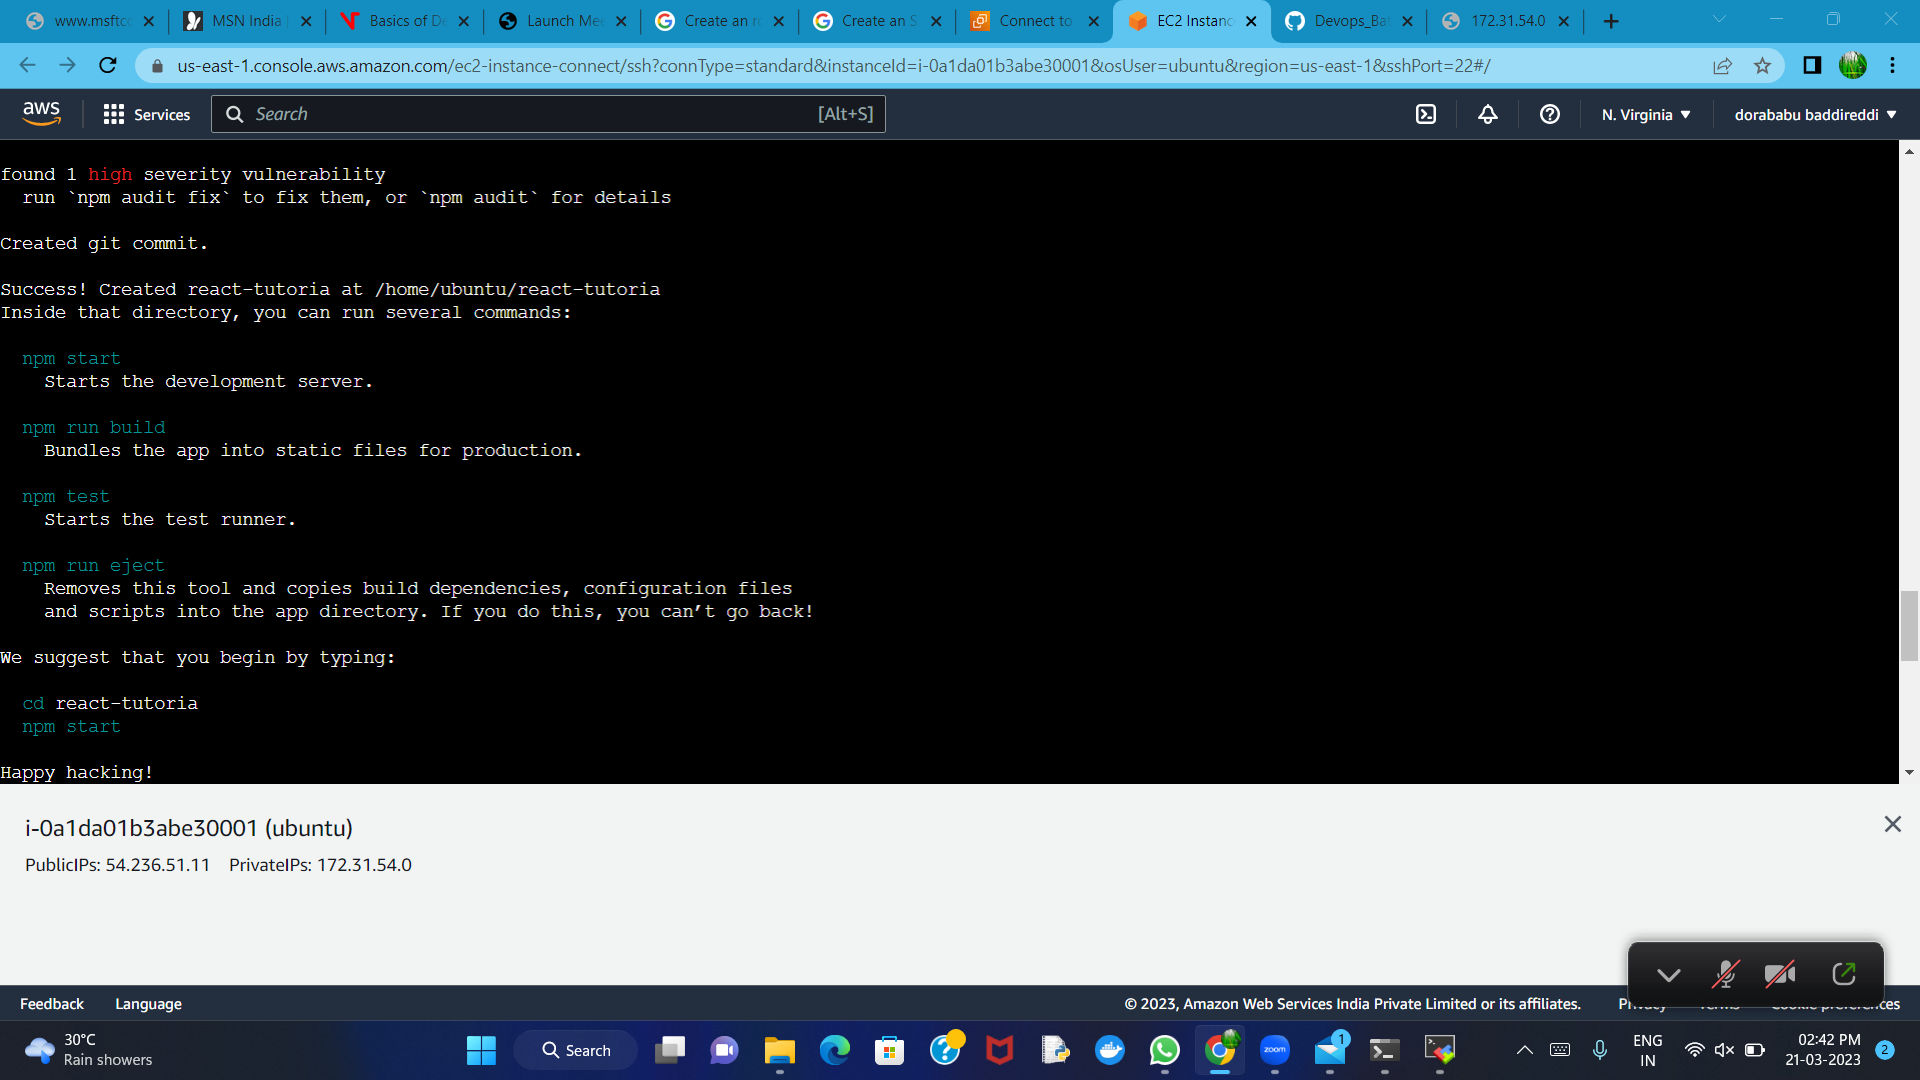 www.msftcc
MSN India
Basics of De
Launch Mee
Create an ro
Create an S
Connect to
EC2 Instanc
Devops_Bat
172.31.54.0
us-east-1.console.aws.amazon.com/ec2-instance-connect/ssh?connType=standard&instanceId=i-0a1da01b3abe30001&osUser=ubuntu&region=us-east-1&sshPort=22#/
aws
Services
Search
[Alt+S]
N. Virginia
dorababu baddireddi
found 1 high severity vulnerability
run `npm audit fix` to fix them, or `npm audit` for details
Created git commit.
Success! Created react-tutoria at /home/ubuntu/react-tutoria
Inside that directory, you can run several commands:
npm start
Starts the development server.
npm run build
Bundles the app into static files for production.
npm test
Starts the test runner.
npm run eject
Removes this tool and copies build dependencies, configuration files
and scripts into the app directory. If you do this, you can’t go back!
We suggest that you begin by typing:
cd react-tutoria
npm start
Happy hacking!
i-0a1da01b3abe30001 (ubuntu)
PublicIPs: 54.236.51.11 PrivateIPs: 172.31.54.0
Feedback
Language
© 2023, Amazon Web Services India Private Limited or its affiliates.
Privacy
Terms
Cookie preferences
30°C
Rain showers
Search
zoom
1
ENG
IN
02:42 PM
21-03-2023
2